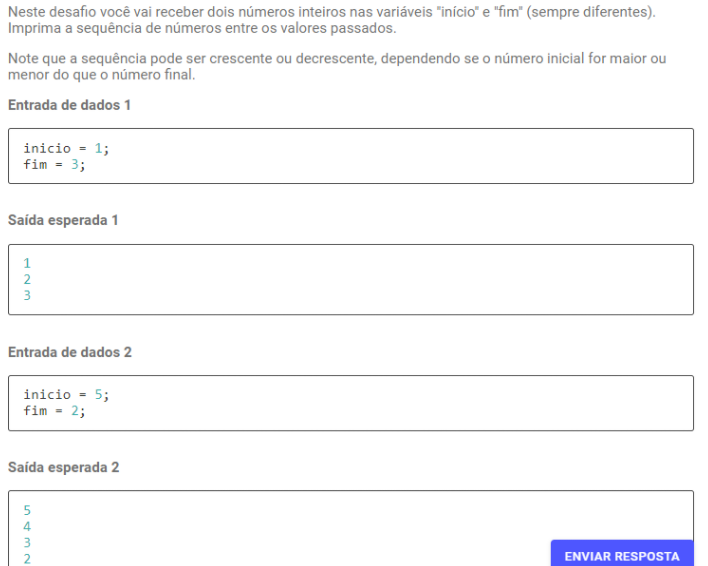 Neste desafio você vai receber dois números inteiros nas variáveis "início" e "fim" (sempre diferentes).
Imprima a sequência de números entre os valores passados.
Note que a sequência pode ser crescente ou decrescente, dependendo se o número inicial for maior ou
menor do que o número final.
Entrada de dados 1
inicio = 1;
fim = 3;
Saída esperada 1
1
2
3
Entrada de dados 2
inicio = 5;
fim = 2;
Saída esperada 2
5
4
3
2
ENVIAR RESPOSTA